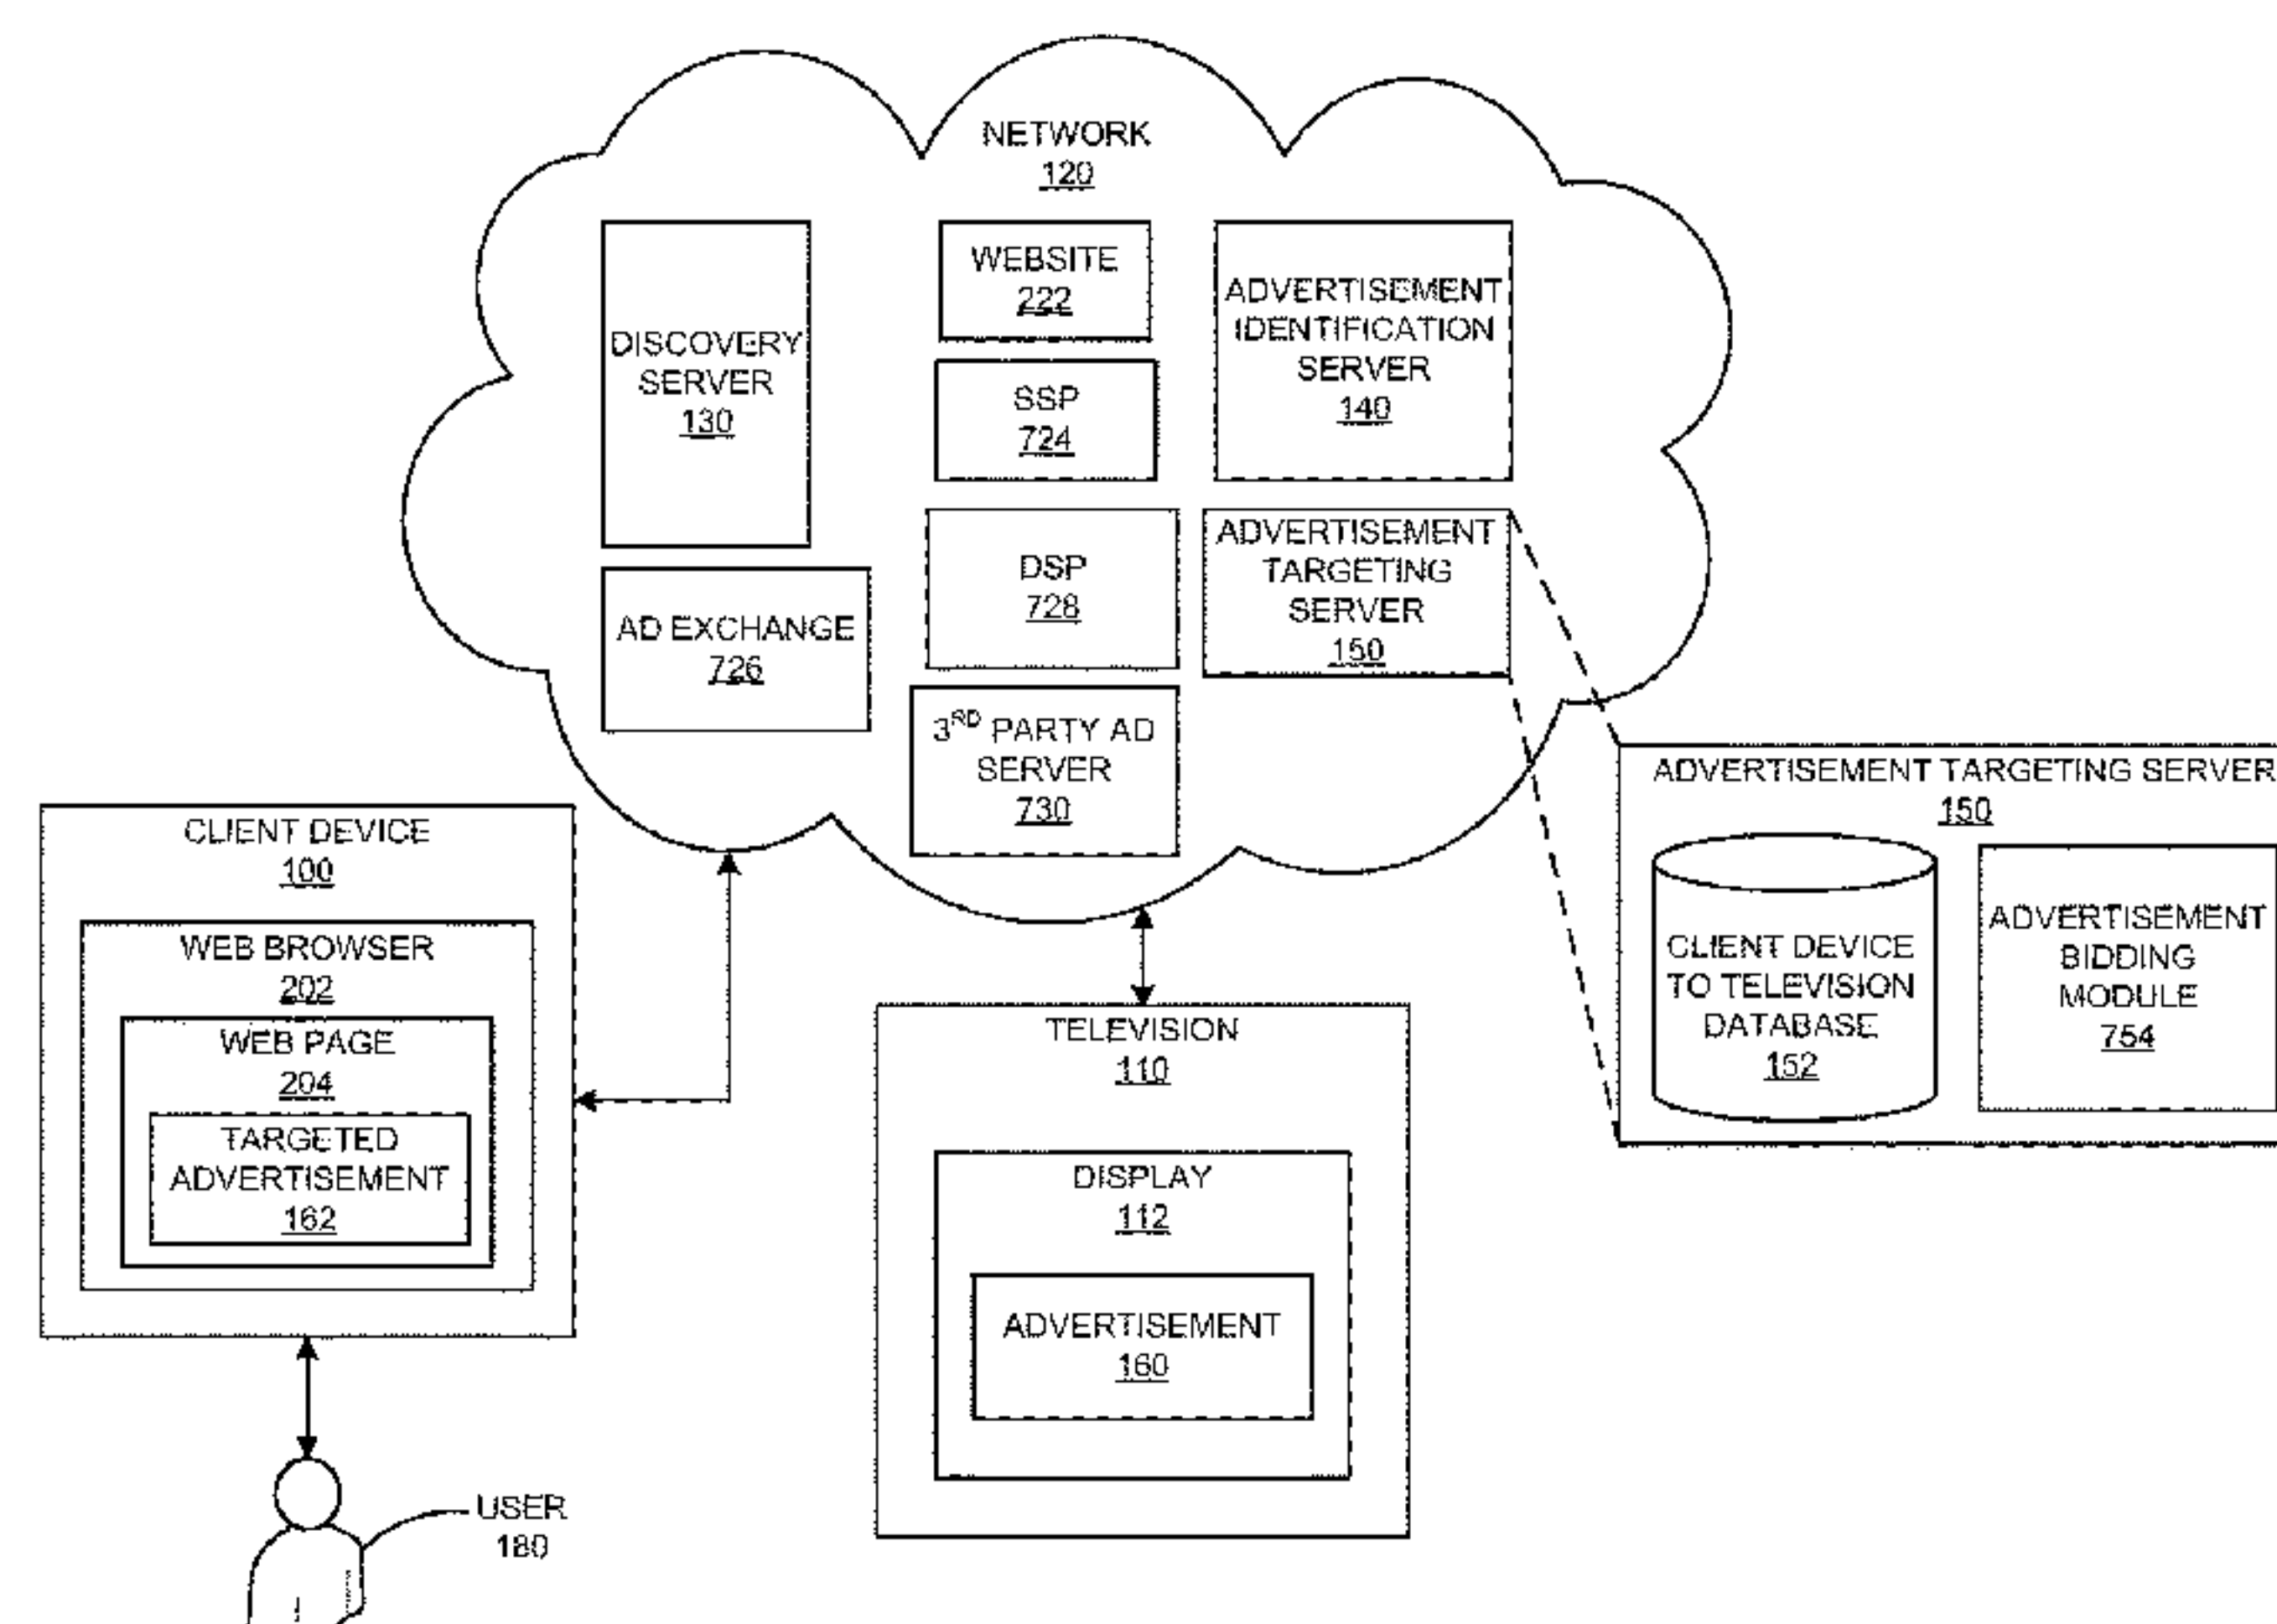 NETWORK
120
DISCOVERY
SERVER
130
WEBSITE
222
SSP
724
ADVERTISEMENT
IDENTIFICATION
SERVER
140
AD EXCHANGE
726
DSP
728
ADVERTISEMENT
TARGETING
SERVER
150
3RD PARTY AD
SERVER
730
ADVERTISEMENT TARGETING SERVER
150
CLIENT DEVICE
TO TELEVISION
DATABASE
152
ADVERTISEMENT
BIDDING
MODULE
754
CLIENT DEVICE
100
WEB BROWSER
202
WEB PAGE
204
TARGETED
ADVERTISEMENT
162
TELEVISION
110
DISPLAY
112
ADVERTISEMENT
160
USER
180